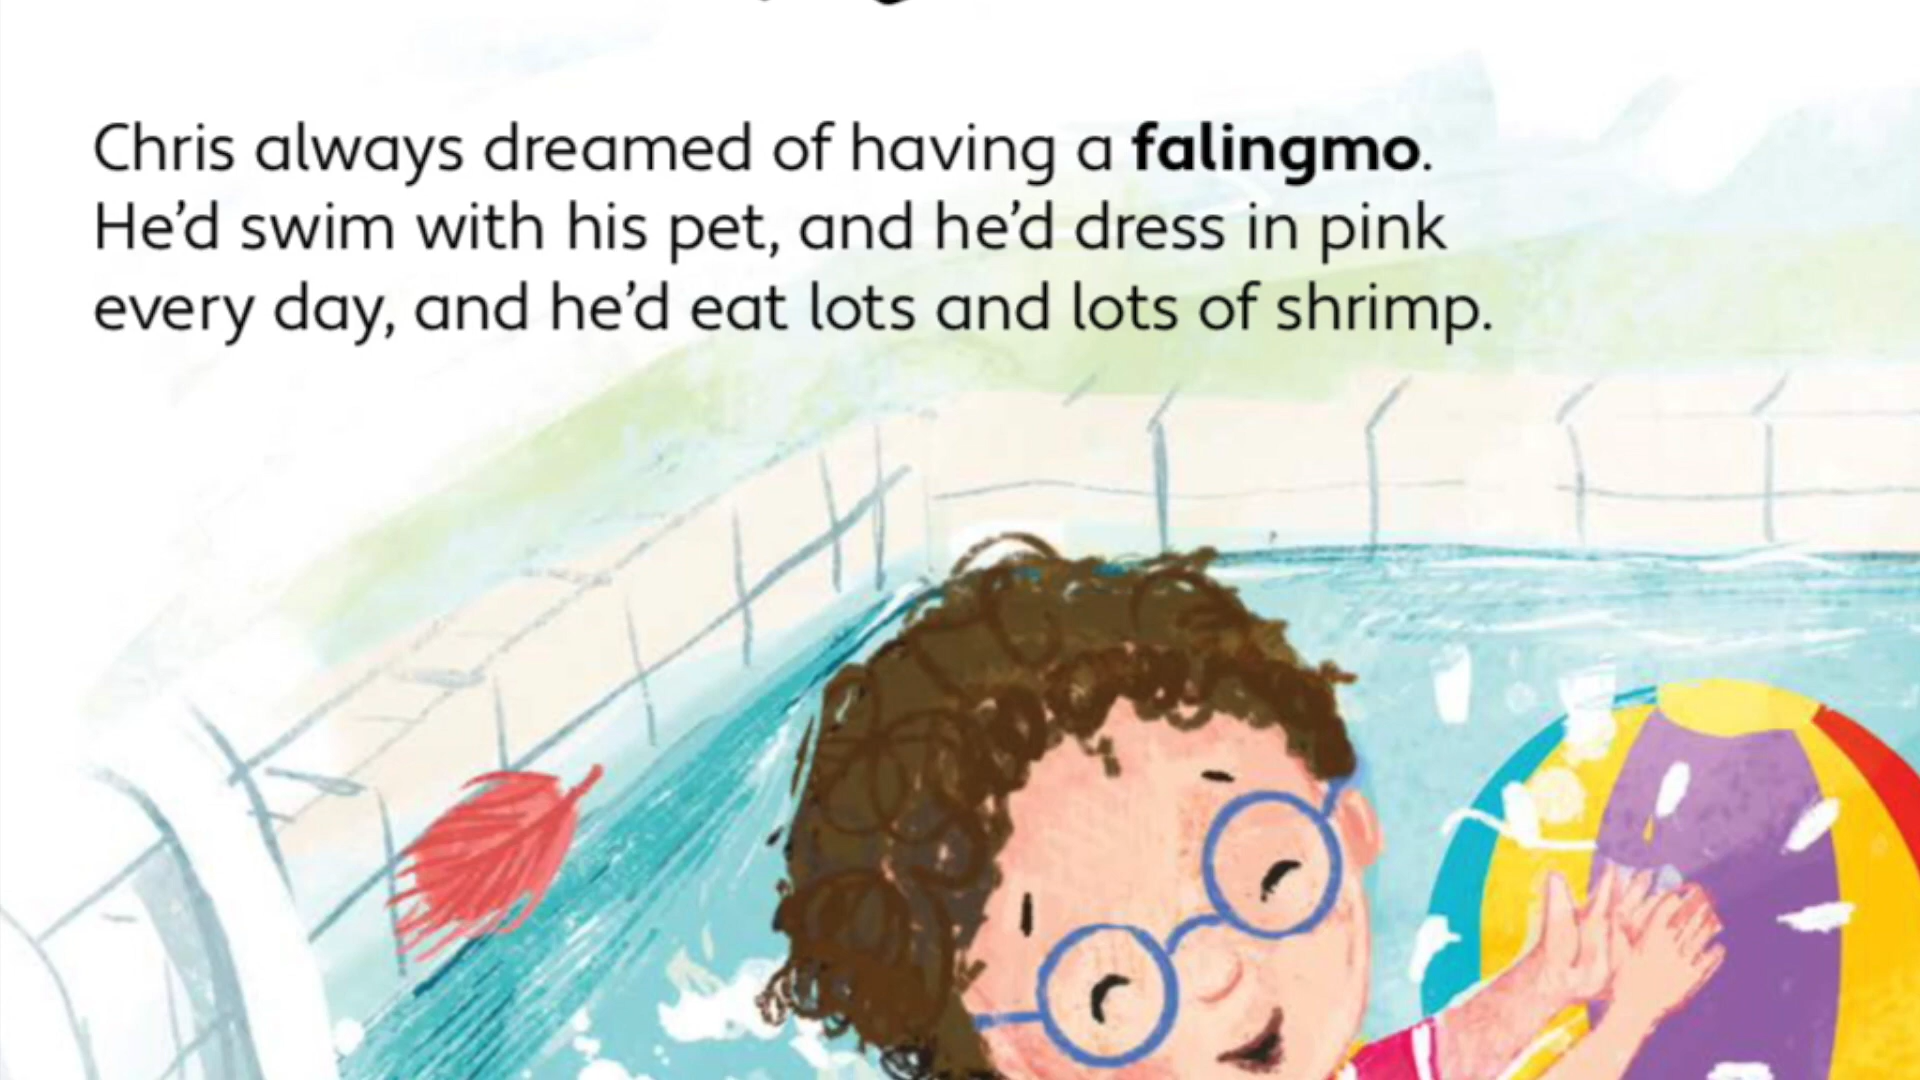 Chris always dreamed of having a falingmo.
He’d swim with his pet, and he’d dress in pink
every day, and he’d eat lots and lots of shrimp.